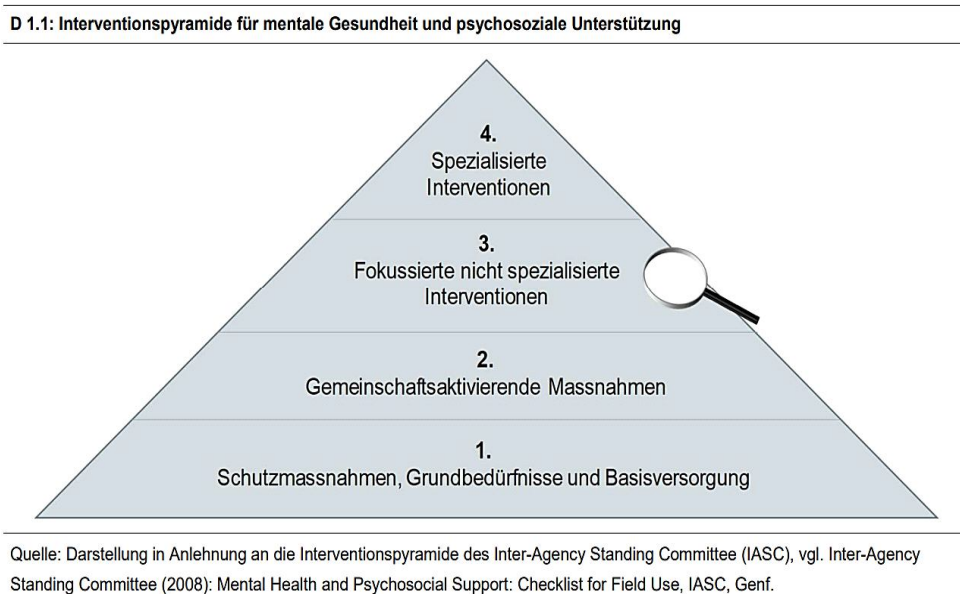 D 1.1: Interventionspyramide für mentale Gesundheit und psychosoziale Unterstützung
4.
Spezialisierte
Interventionen
3.
Fokussierte nicht spezialisierte
Interventionen
2.
Gemeinschaftsaktivierende Massnahmen
1.
Schutzmassnahmen, Grundbedürfnisse und Basisversorgung
Quelle: Darstellung in Anlehnung an die Interventionspyramide des Inter-Agency Standing Committee (IASC), vgl. Inter-Agency
Standing Committee (2008): Mental Health and Psychosocial Support: Checklist for Field Use, IASC, Genf.